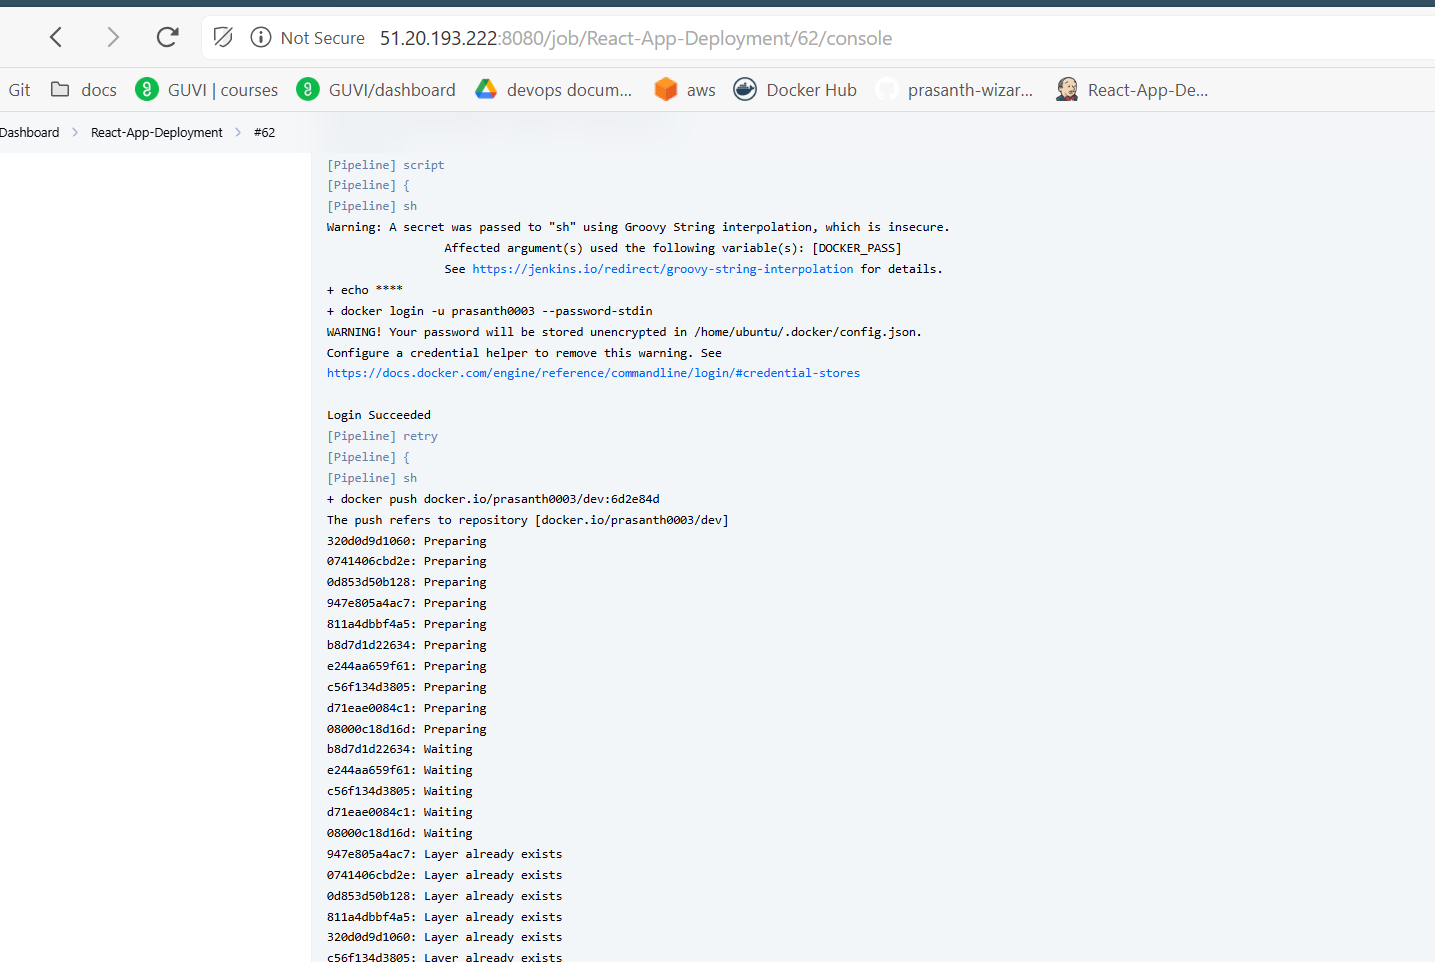 Not Secure 51.20.193.222:8080/job/React-App-Deployment/62/console
Git docs GUVI | courses GUVI/dashboard devops docum... aws Docker Hub prasanth-wizar... React-App-De...
Dashboard > React-App-Deployment > #62
[Pipeline] script
[Pipeline] {
[Pipeline] sh
Warning: A secret was passed to "sh" using Groovy String interpolation, which is insecure.
Affected argument(s) used the following variable(s): [DOCKER_PASS]
See https://jenkins.io/redirect/groovy-string-interpolation for details.
+ echo ****
+ docker login -u prasanth0003 --password-stdin
WARNING! Your password will be stored unencrypted in /home/ubuntu/.docker/config.json.
Configure a credential helper to remove this warning. See
https://docs.docker.com/engine/reference/commandline/login/#credential-stores
Login Succeeded
[Pipeline] retry
[Pipeline] {
[Pipeline] sh
+ docker push docker.io/prasanth0003/dev:6d2e84d
The push refers to repository [docker.io/prasanth0003/dev]
320d0d9d1060: Preparing
0741406cbd2e: Preparing
0d853d50b128: Preparing
947e805a4ac7: Preparing
811a4dbbf4a5: Preparing
b8d7d1d22634: Preparing
e244aa659f61: Preparing
c56f134d3805: Preparing
d71eae0084c1: Preparing
08000c18d16d: Preparing
b8d7d1d22634: Waiting
e244aa659f61: Waiting
c56f134d3805: Waiting
d71eae0084c1: Waiting
08000c18d16d: Waiting
947e805a4ac7: Layer already exists
0741406cbd2e: Layer already exists
0d853d50b128: Layer already exists
811a4dbbf4a5: Layer already exists
320d0d9d1060: Layer already exists
c56f134d3805: Layer already exists